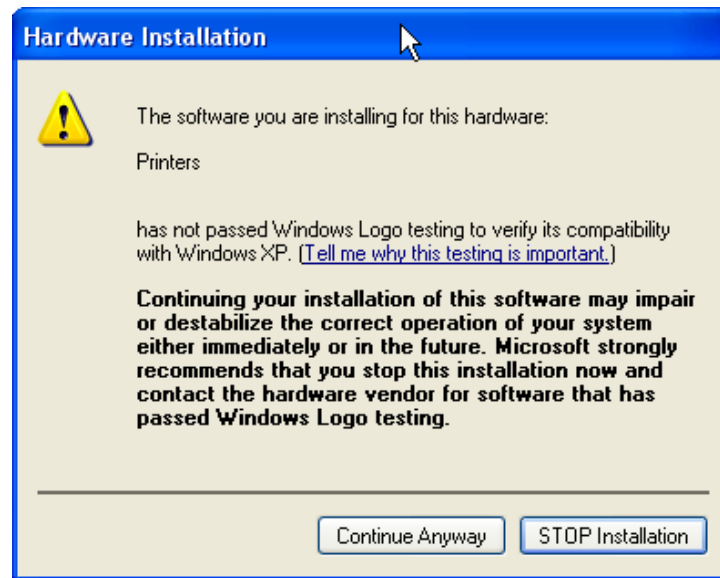 Hardware Installation
The software you are installing for this hardware:
Printers
has not passed Windows Logo testing to verify its compatibility
with Windows XP. (Tell me why this testing is important.)
Continuing your installation of this software may impair
or destabilize the correct operation of your system
either immediately or in the future. Microsoft strongly
recommends that you stop this installation now and
contact the hardware vendor for software that has
passed Windows Logo testing.
Continue Anyway
STOP Installation